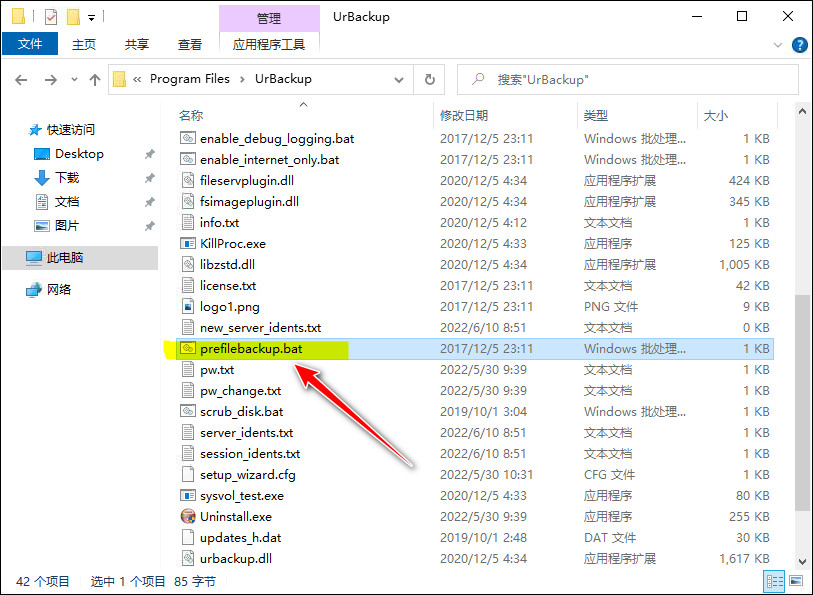 管理
UrBackup
文件 主页 共享 查看 应用程序工具
« Program Files › UrBackup
搜索"UrBackup"
快速访问
Desktop
下载
文档
图片
此电脑
网络
名称 修改日期 类型 大小
enable_debug_logging.bat 2017/12/5 23:11 Windows 批处理... 1 KB
enable_internet_only.bat 2017/12/5 23:11 Windows 批处理... 1 KB
fileservplugin.dll 2020/12/5 4:34 应用程序扩展 424 KB
fsimageplugin.dll 2020/12/5 4:34 应用程序扩展 345 KB
info.txt 2020/12/5 4:12 文本文档 1 KB
KillProc.exe 2020/12/5 4:33 应用程序 125 KB
libzstd.dll 2020/12/5 4:34 应用程序扩展 1,005 KB
license.txt 2017/12/5 23:11 文本文档 42 KB
logo1.png 2017/12/5 23:11 PNG 文件 9 KB
new_server_idents.txt 2022/6/10 8:51 文本文档 0 KB
prefilebackup.bat 2017/12/5 23:11 Windows 批处理... 1 KB
pw.txt 2022/5/30 9:39 文本文档 1 KB
pw_change.txt 2022/5/30 9:39 文本文档 1 KB
scrub_disk.bat 2019/10/1 3:04 Windows 批处理... 1 KB
server_idents.txt 2022/6/10 8:51 文本文档 1 KB
session_idents.txt 2022/6/10 8:51 文本文档 1 KB
setup_wizard.cfg 2022/5/30 10:31 CFG 文件 1 KB
sysvol_test.exe 2020/12/5 4:33 应用程序 80 KB
Uninstall.exe 2022/5/30 9:39 应用程序 255 KB
updates_h.dat 2019/10/1 2:48 DAT 文件 30 KB
urbackup.dll 2020/12/5 4:34 应用程序扩展 1,617 KB
42 个项目 选中 1 个项目 85 字节